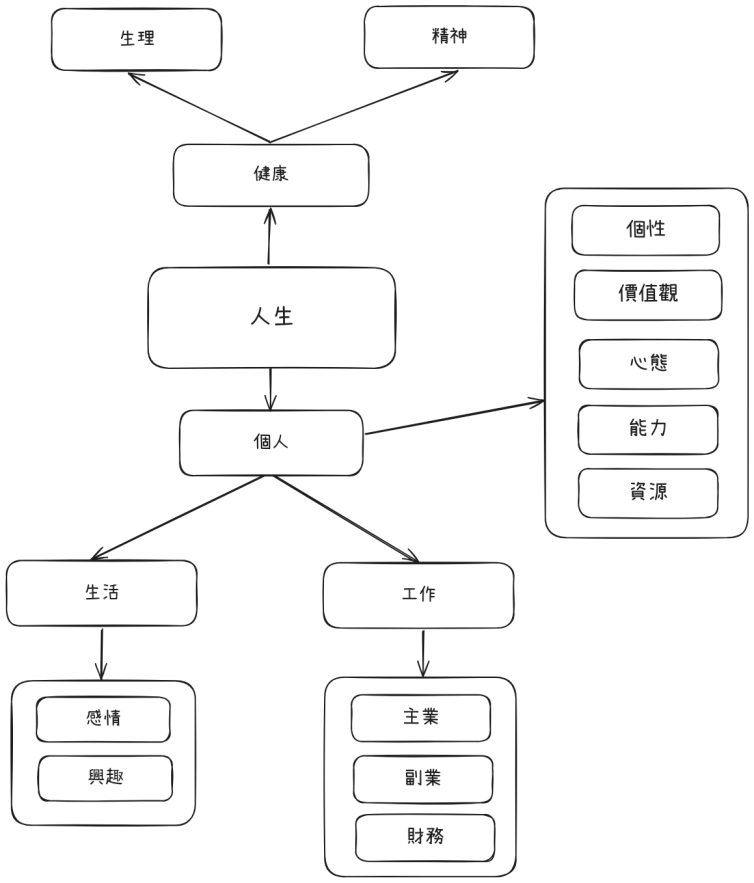 生理
精神
健康
人生
個人
個性
價值觀
心態
能力
資源
生活
工作
感情
興趣
主業
副業
財務